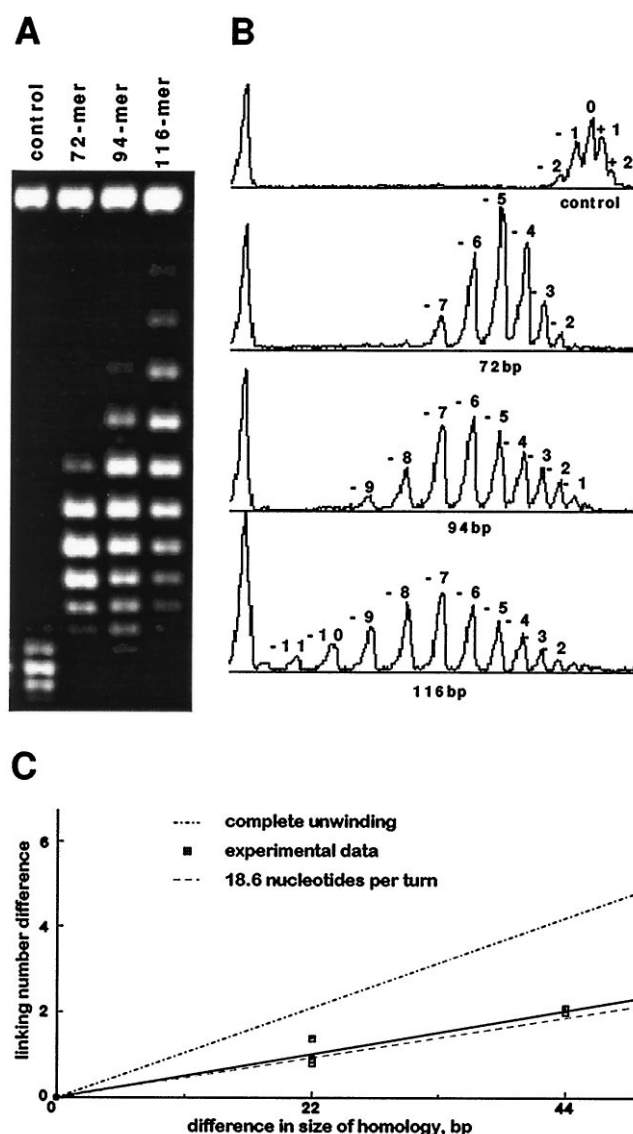 A
control
72-mer
94-mer
116-mer
B
0
- 1
+ 1
- 2
+ 2
control
- 5
- 6
- 4
- 7
- 3
- 2
72bp
- 6
- 7
- 5
- 8
- 4
- 3
- 9
- 2
- 1
94bp
- 7
- 8
- 6
- 9
- 5
-10
- 4
-11
- 3
2
116bp
C
linking number difference
6
4
2
0
complete unwinding
experimental data
18.6 nucleotides per turn
0
22
44
difference in size of homology, bp